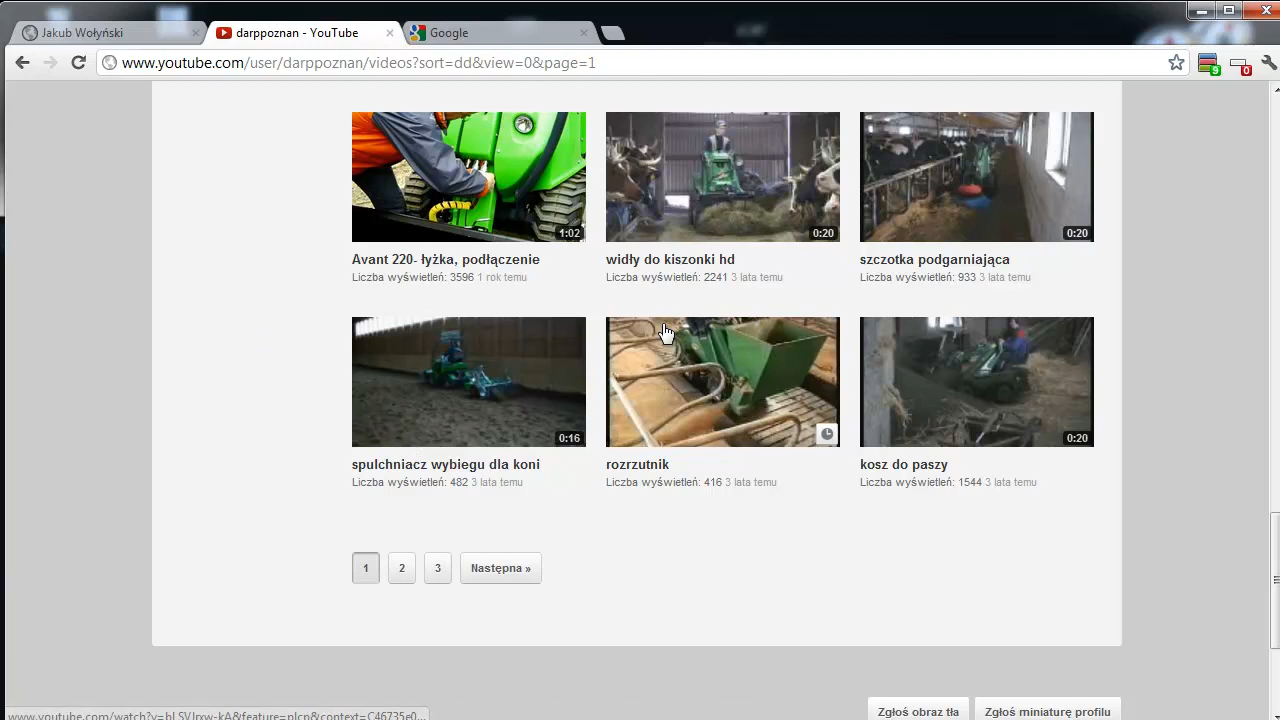 Jakub Wołyński
darppoznan - YouTube
Google
www.youtube.com/user/darppoznan/videos?sort=dd&view=0&page=1
9
0
1:02
0:20
0:20
Avant 220- łyżka, podłączenie
widły do kiszonki hd
szczotka podgarniająca
Liczba wyświetleń: 3596 1 rok temu
Liczba wyświetleń: 2241 3 lata temu
Liczba wyświetleń: 933 3 lata temu
0:16
0:20
spulchniacz wybiegu dla koni
rozrzutnik
kosz do paszy
Liczba wyświetleń: 482 3 lata temu
Liczba wyświetleń: 416 3 lata temu
Liczba wyświetleń: 1544 3 lata temu
1 2 3 Następna »
Zgłoś obraz tła
Zgłoś miniaturę profilu